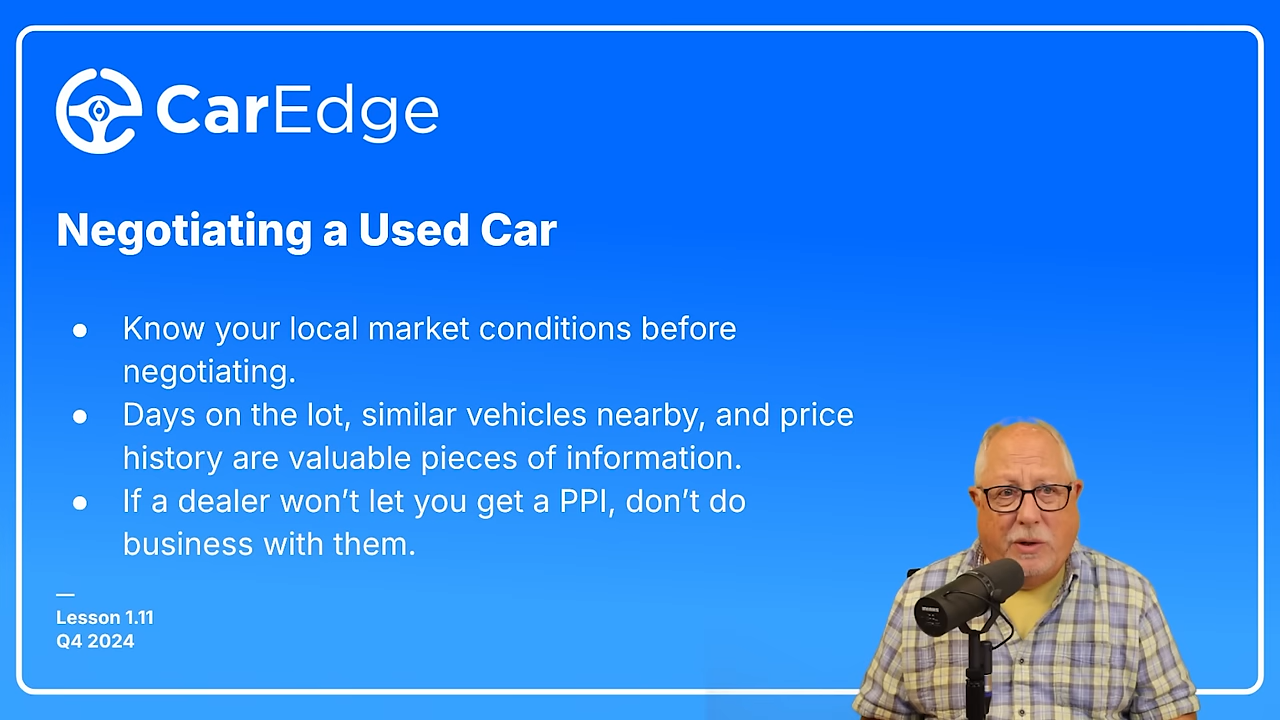 CarEdge
Negotiating a Used Car
● Know your local market conditions before
negotiating.
● Days on the lot, similar vehicles nearby, and price
history are valuable pieces of information.
● If a dealer won’t let you get a PPI, don’t do
business with them.
—
Lesson 1.11
Q4 2024